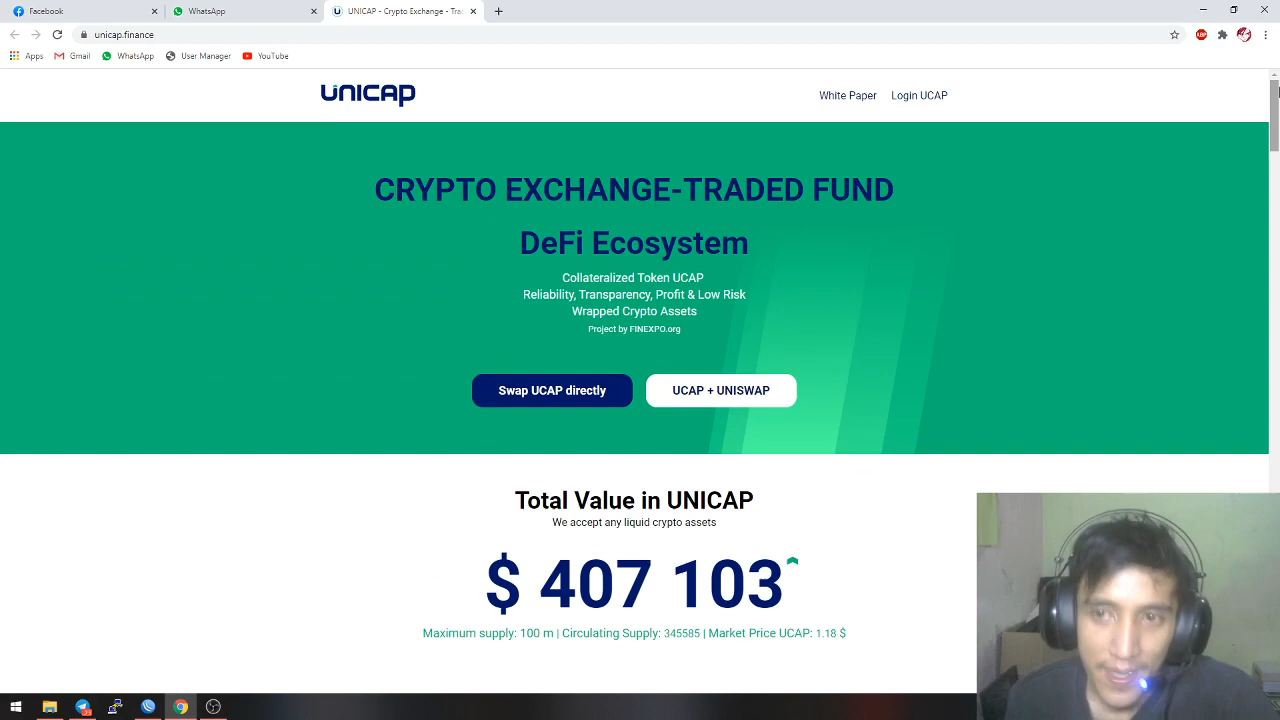 Facebook
WhatsApp
UNICAP - Crypto Exchange - Tra
unicap.finance
ABP
Apps
Gmail
WhatsApp
User Manager
YouTube
UNICAP
White Paper
Login UCAP
CRYPTO EXCHANGE-TRADED FUND
DeFi Ecosystem
Collateralized Token UCAP
Reliability, Transparency, Profit & Low Risk
Wrapped Crypto Assets
Project by FINEXPO.org
Swap UCAP directly
UCAP + UNISWAP
Total Value in UNICAP
We accept any liquid crypto assets
$ 407 103
Maximum supply: 100 m | Circulating Supply: 345585 | Market Price UCAP: 1.18 $